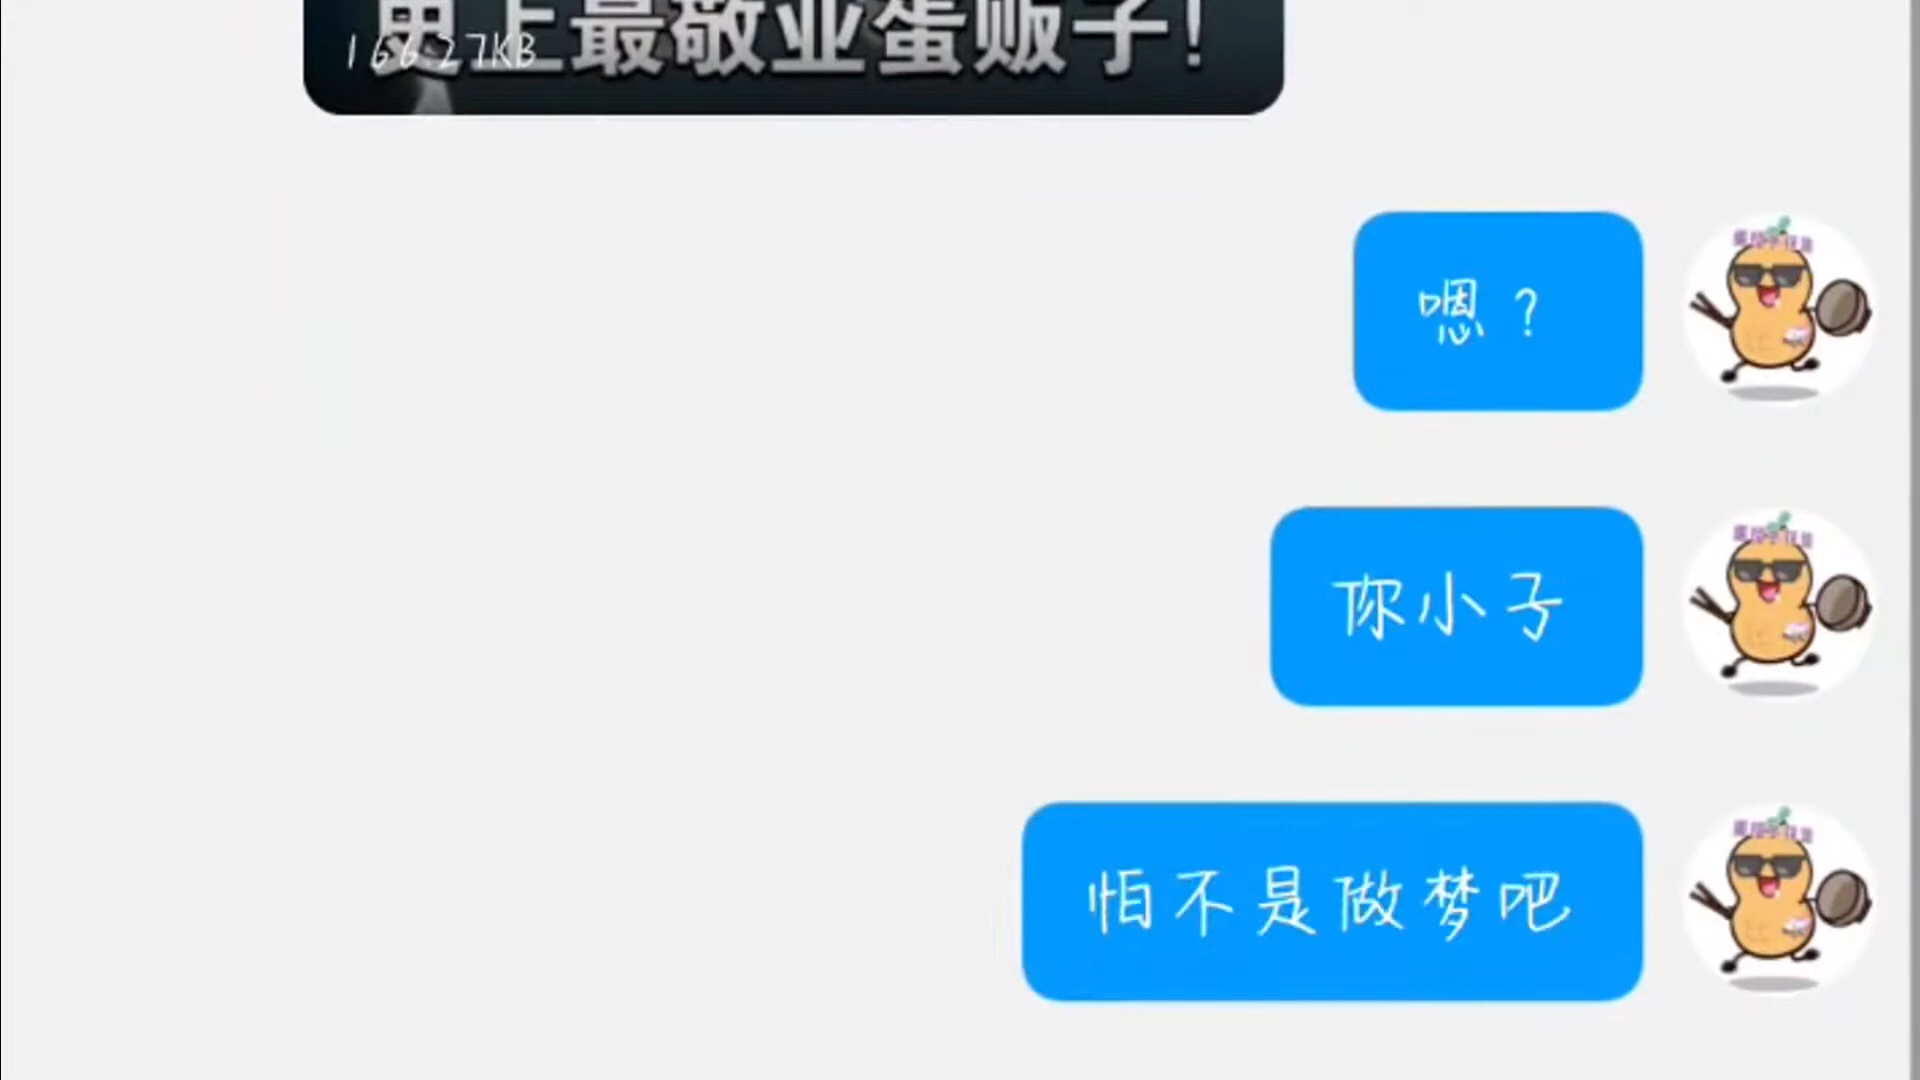 史上最敬业蛋贩子!
166.27KB
嗯？
你小子
怕不是做梦吧